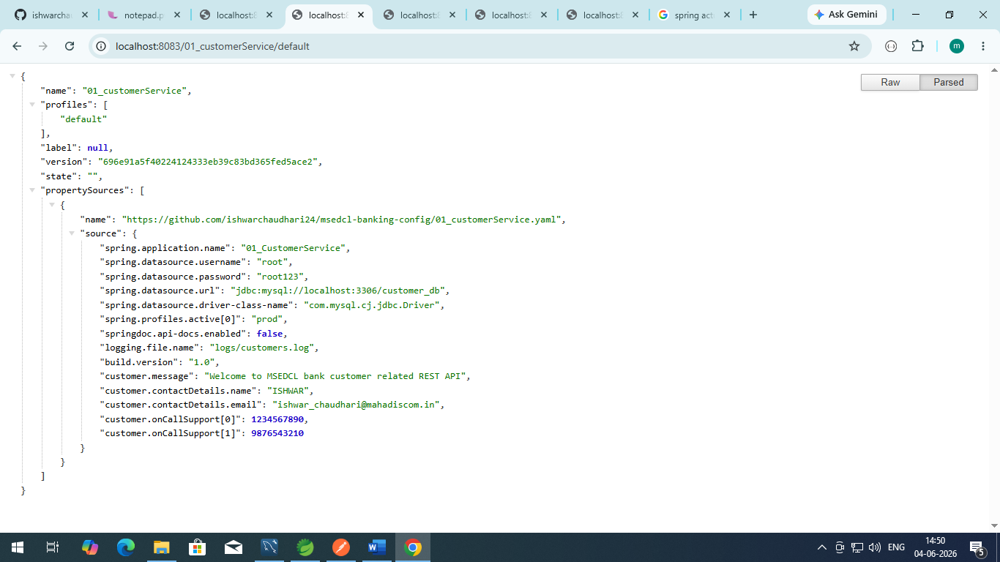 ishwarcha
notepad.p
localhost:8
localhost:8
localhost:8
localhost:8
localhost:8
spring act
Ask Gemini
localhost:8083/01_customerService/default
m
Raw
Parsed
{
"name": "01_customerService",
"profiles": [
"default"
],
"label": null,
"version": "696e91a5f40224124333eb39c83bd365fed5ace2",
"state": "",
"propertySources": [
{
"name": "https://github.com/ishwarchaudhari24/msedcl-banking-config/01_customerService.yaml",
"source": {
"spring.application.name": "01_CustomerService",
"spring.datasource.username": "root",
"spring.datasource.password": "root123",
"spring.datasource.url": "jdbc:mysql://localhost:3306/customer_db",
"spring.datasource.driver-class-name": "com.mysql.cj.jdbc.Driver",
"spring.profiles.active[0]": "prod",
"springdoc.api-docs.enabled": false,
"logging.file.name": "logs/customers.log",
"build.version": "1.0",
"customer.message": "Welcome to MSEDCL bank customer related REST API",
"customer.contactDetails.name": "ISHWAR",
"customer.contactDetails.email": "ishwar_chaudhari@mahadiscom.in",
"customer.onCallSupport[0]": 1234567890,
"customer.onCallSupport[1]": 9876543210
}
}
]
}
ENG
14:50
04-06-2026
5